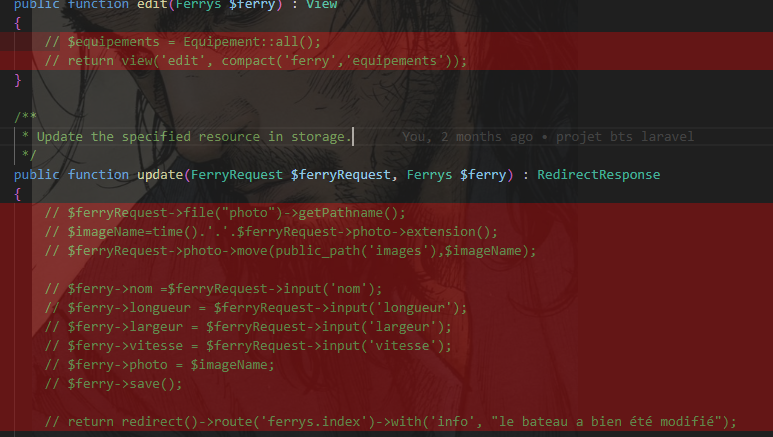 public function edit(Ferrys $ferry) : View
{
// $equipements = Equipement::all();
// return view('edit', compact('ferry','equipements'));
}
/**
* Update the specified resource in storage. You, 2 months ago • projet bts laravel
*/
public function update(FerryRequest $ferryRequest, Ferrys $ferry) : RedirectResponse
{
// $ferryRequest->file("photo")->getPathname();
// $imageName=time().'.'.$ferryRequest->photo->extension();
// $ferryRequest->photo->move(public_path('images'),$imageName);
// $ferry->nom =$ferryRequest->input('nom');
// $ferry->longueur = $ferryRequest->input('longueur');
// $ferry->largeur = $ferryRequest->input('largeur');
// $ferry->vitesse = $ferryRequest->input('vitesse');
// $ferry->photo = $imageName;
// $ferry->save();
// return redirect()->route('ferrys.index')->with('info', "le bateau a bien été modifié");